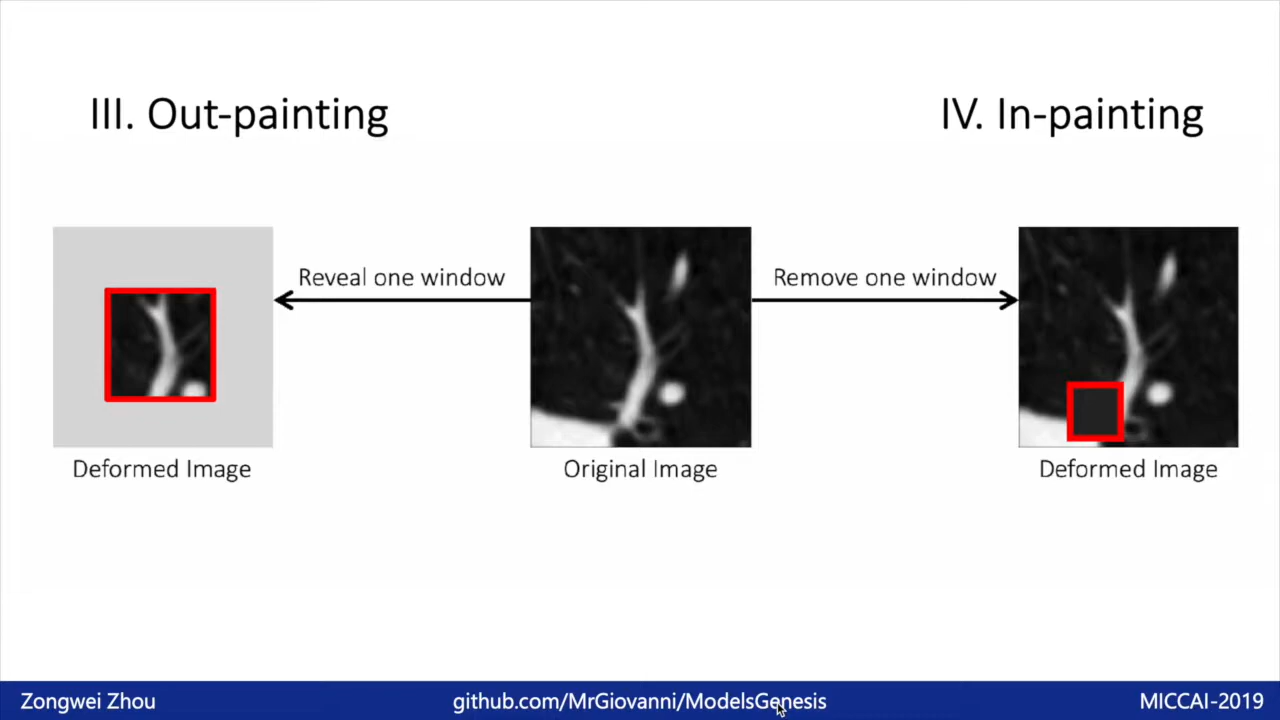 III. Out-painting
IV. In-painting
Reveal one window
Remove one window
Deformed Image
Original Image
Deformed Image
Zongwei Zhou
github.com/MrGiovanni/ModelsGenesis
MICCAI-2019